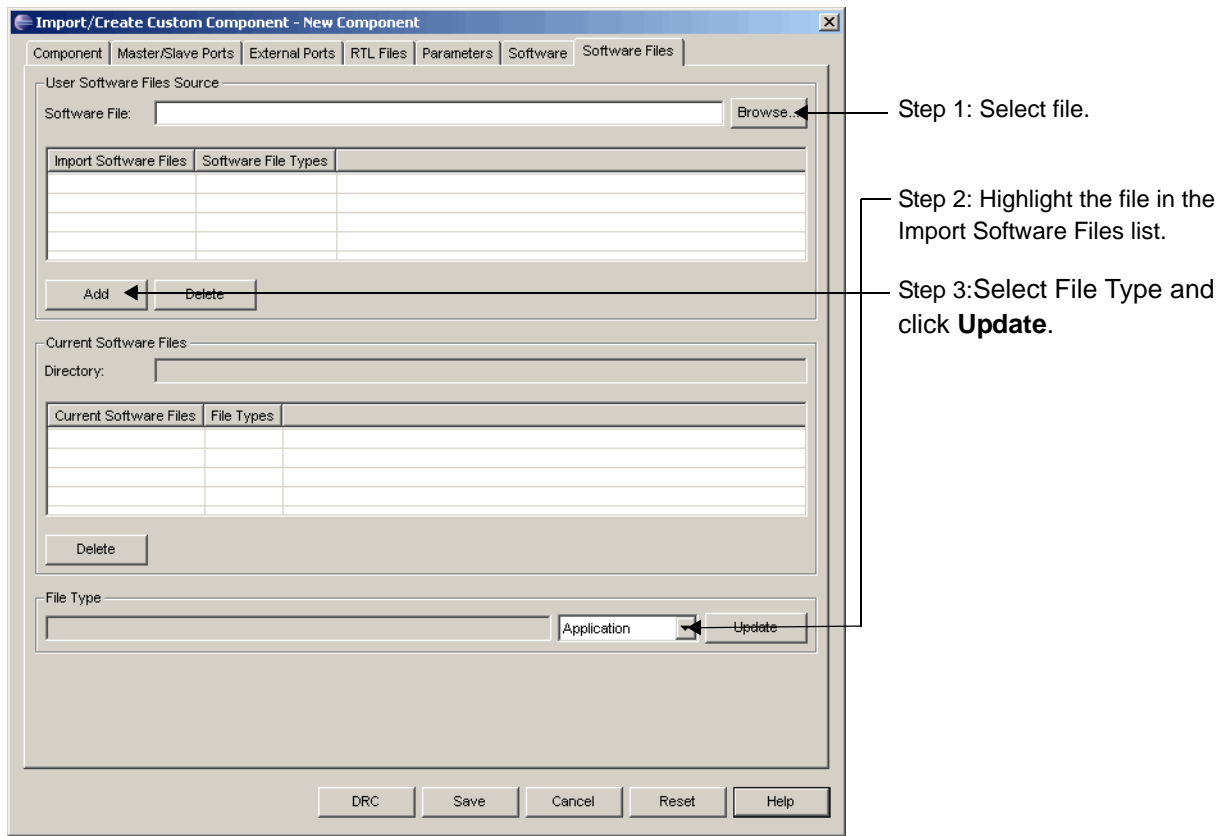 Import/Create Custom Component - New Component
Component Master/Slave Ports External Ports RTL Files Parameters Software Software Files
User Software Files Source
Software File: Browse...
Step 1: Select file.
Import Software Files Software File Types
Step 2: Highlight the file in the
Import Software Files list.
Add Delete
Step 3:Select File Type and
click Update.
Current Software Files
Directory:
Current Software Files File Types
Delete
File Type
Application Update
DRC Save Cancel Reset Help